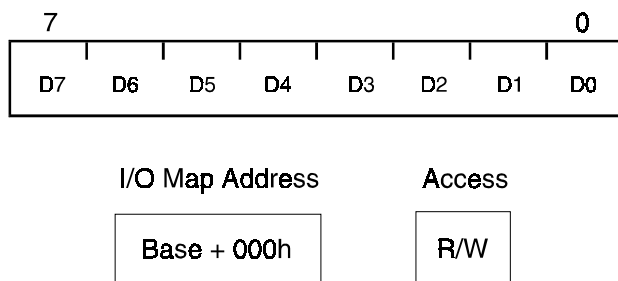 7 0
D7 D6 D5 D4 D3 D2 D1 D0
I/O Map Address Access
Base + 000h R/W